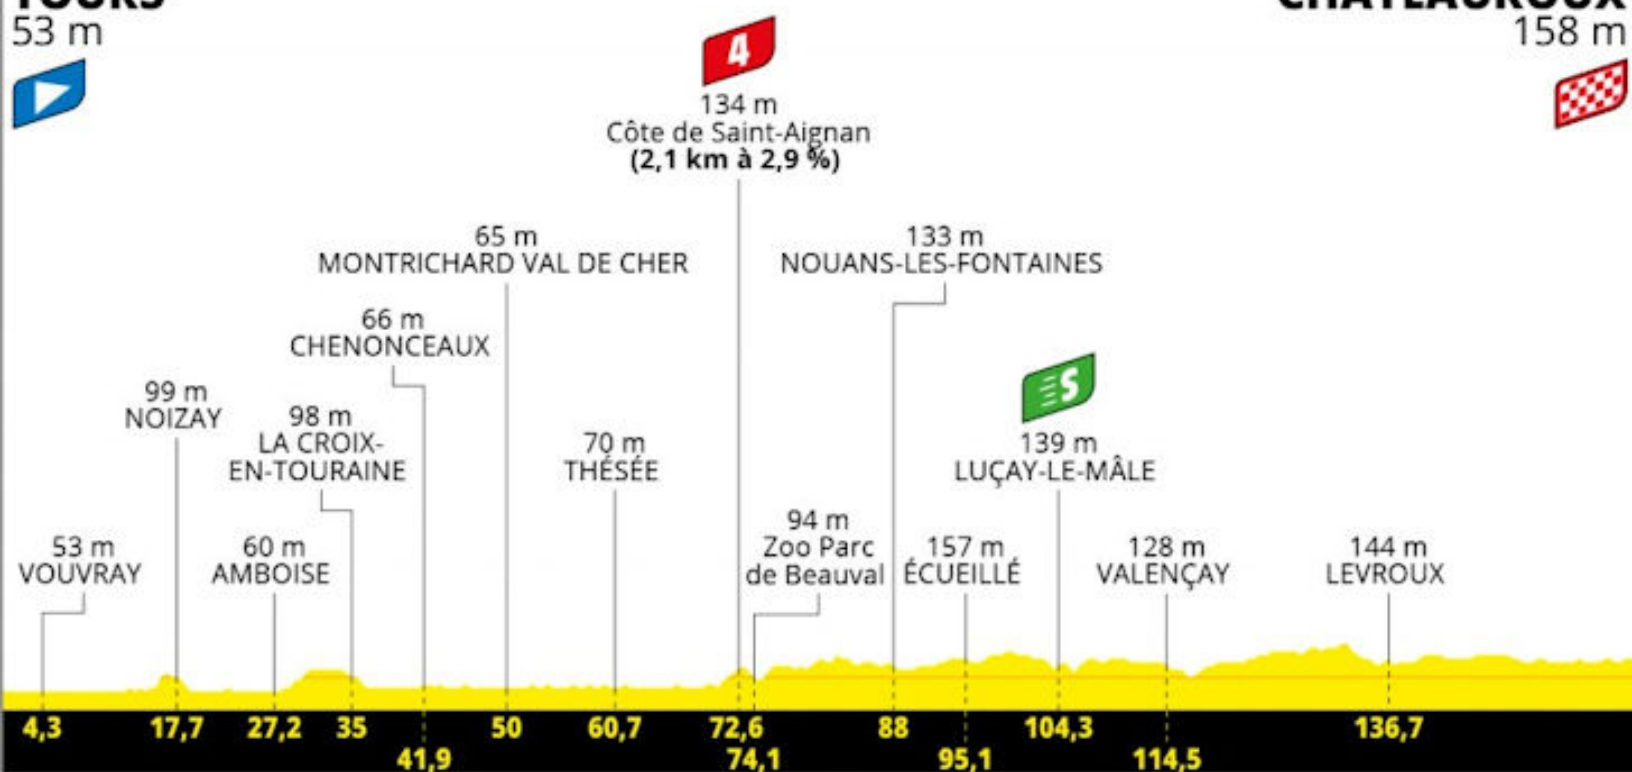 TOURS
53 m
CHÂTEAUROUX
158 m
4
134 m
Côte de Saint-Aignan
(2,1 km à 2,9 %)
65 m
MONTRICHARD VAL DE CHER
133 m
NOUANS-LES-FONTAINES
66 m
CHENONCEAUX
99 m
NOIZAY
98 m
LA CROIX-
EN-TOURAINE
70 m
THÉSÉE
S
139 m
LUÇAY-LE-MÂLE
53 m
VOUVRAY
60 m
AMBOISE
94 m
Zoo Parc
de Beauval
157 m
ÉCUEILLÉ
128 m
VALENÇAY
144 m
LEVROUX
4,3 17,7 27,2 35 50 60,7 72,6 88 104,3 136,7
41,9 74,1 95,1 114,5